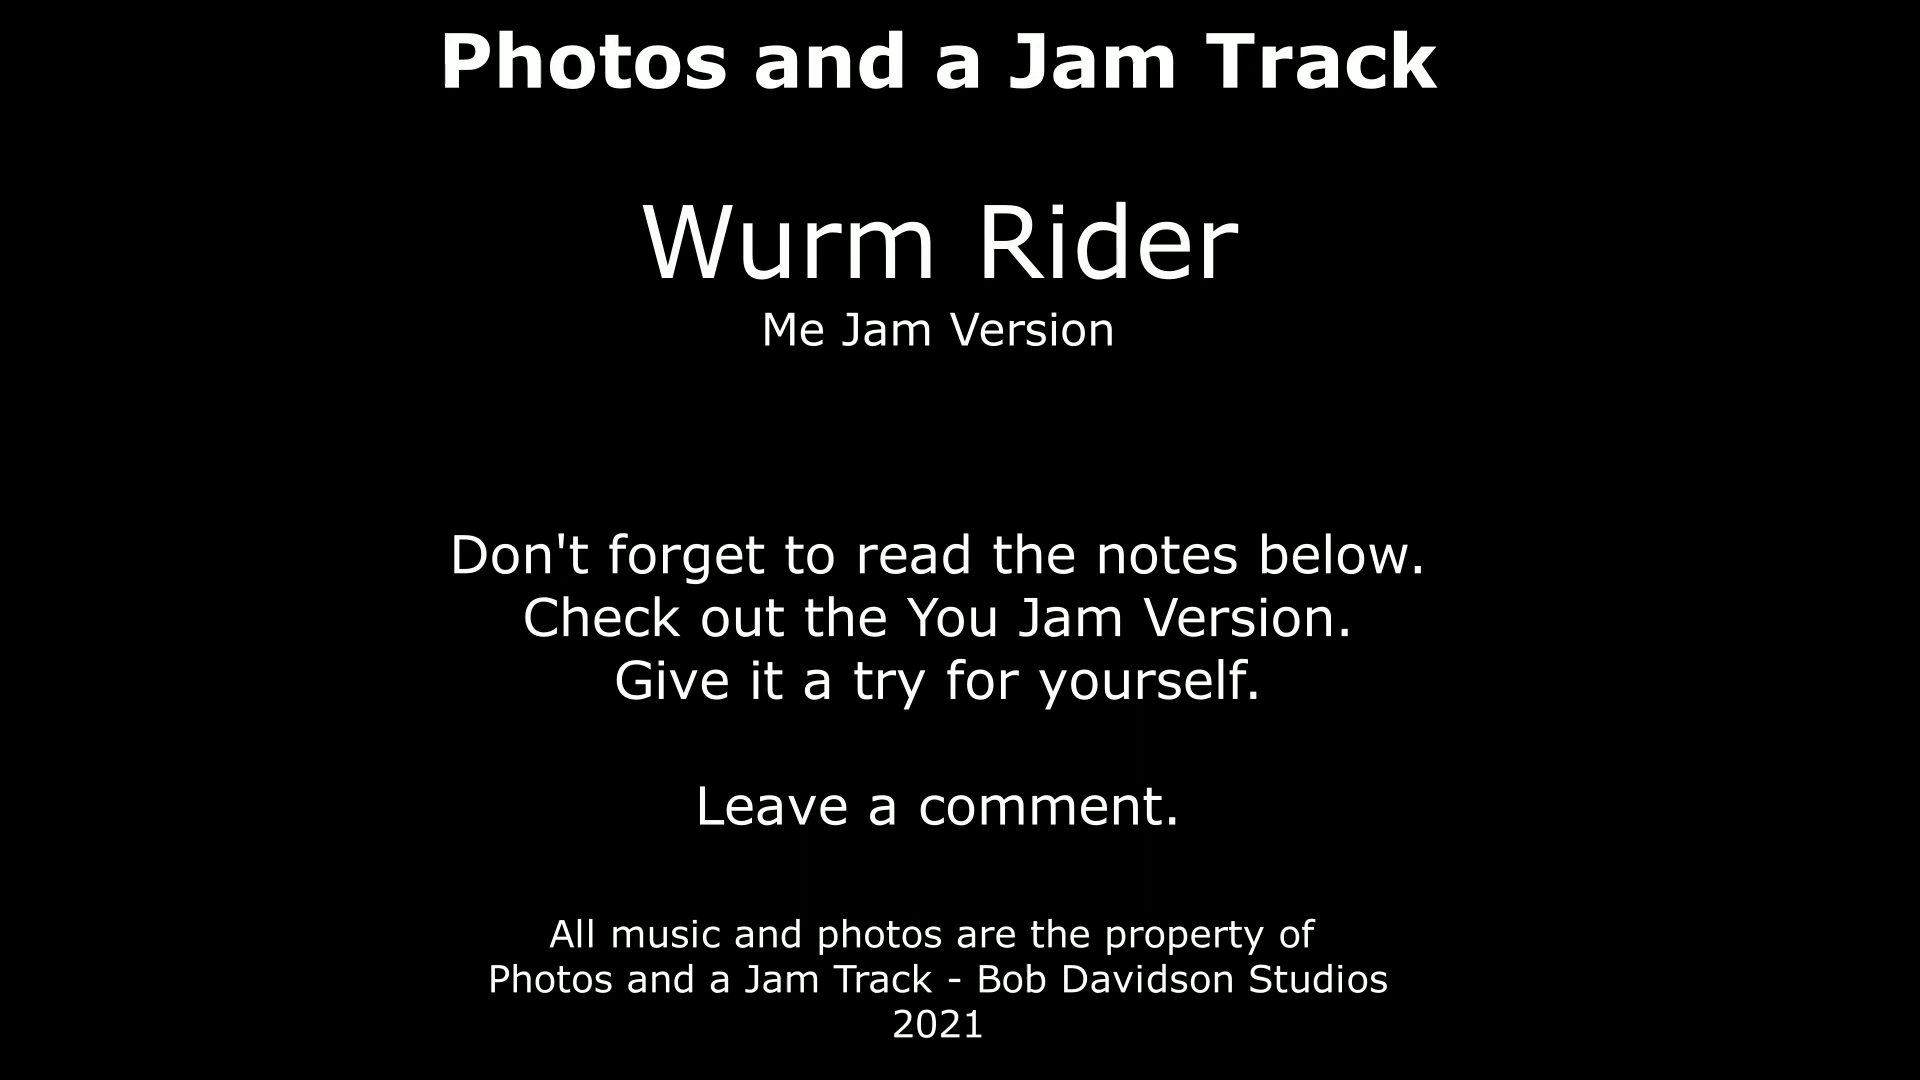 Photos and a Jam Track
Wurm Rider
Me Jam Version
Don't forget to read the notes below.
Check out the You Jam Version.
Give it a try for yourself.
Leave a comment.
All music and photos are the property of
Photos and a Jam Track - Bob Davidson Studios
2021